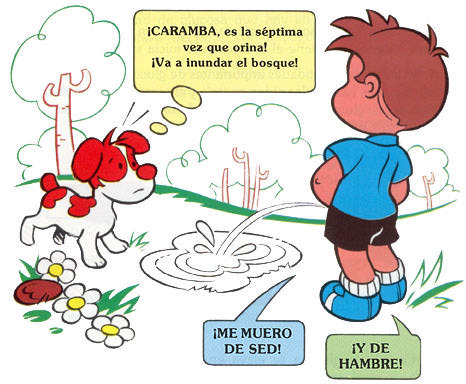 ¡CARAMBA, es la séptima
vez que orina!
¡Va a inundar el bosque!
¡ME MUERO
DE SED!
¡Y DE
HAMBRE!